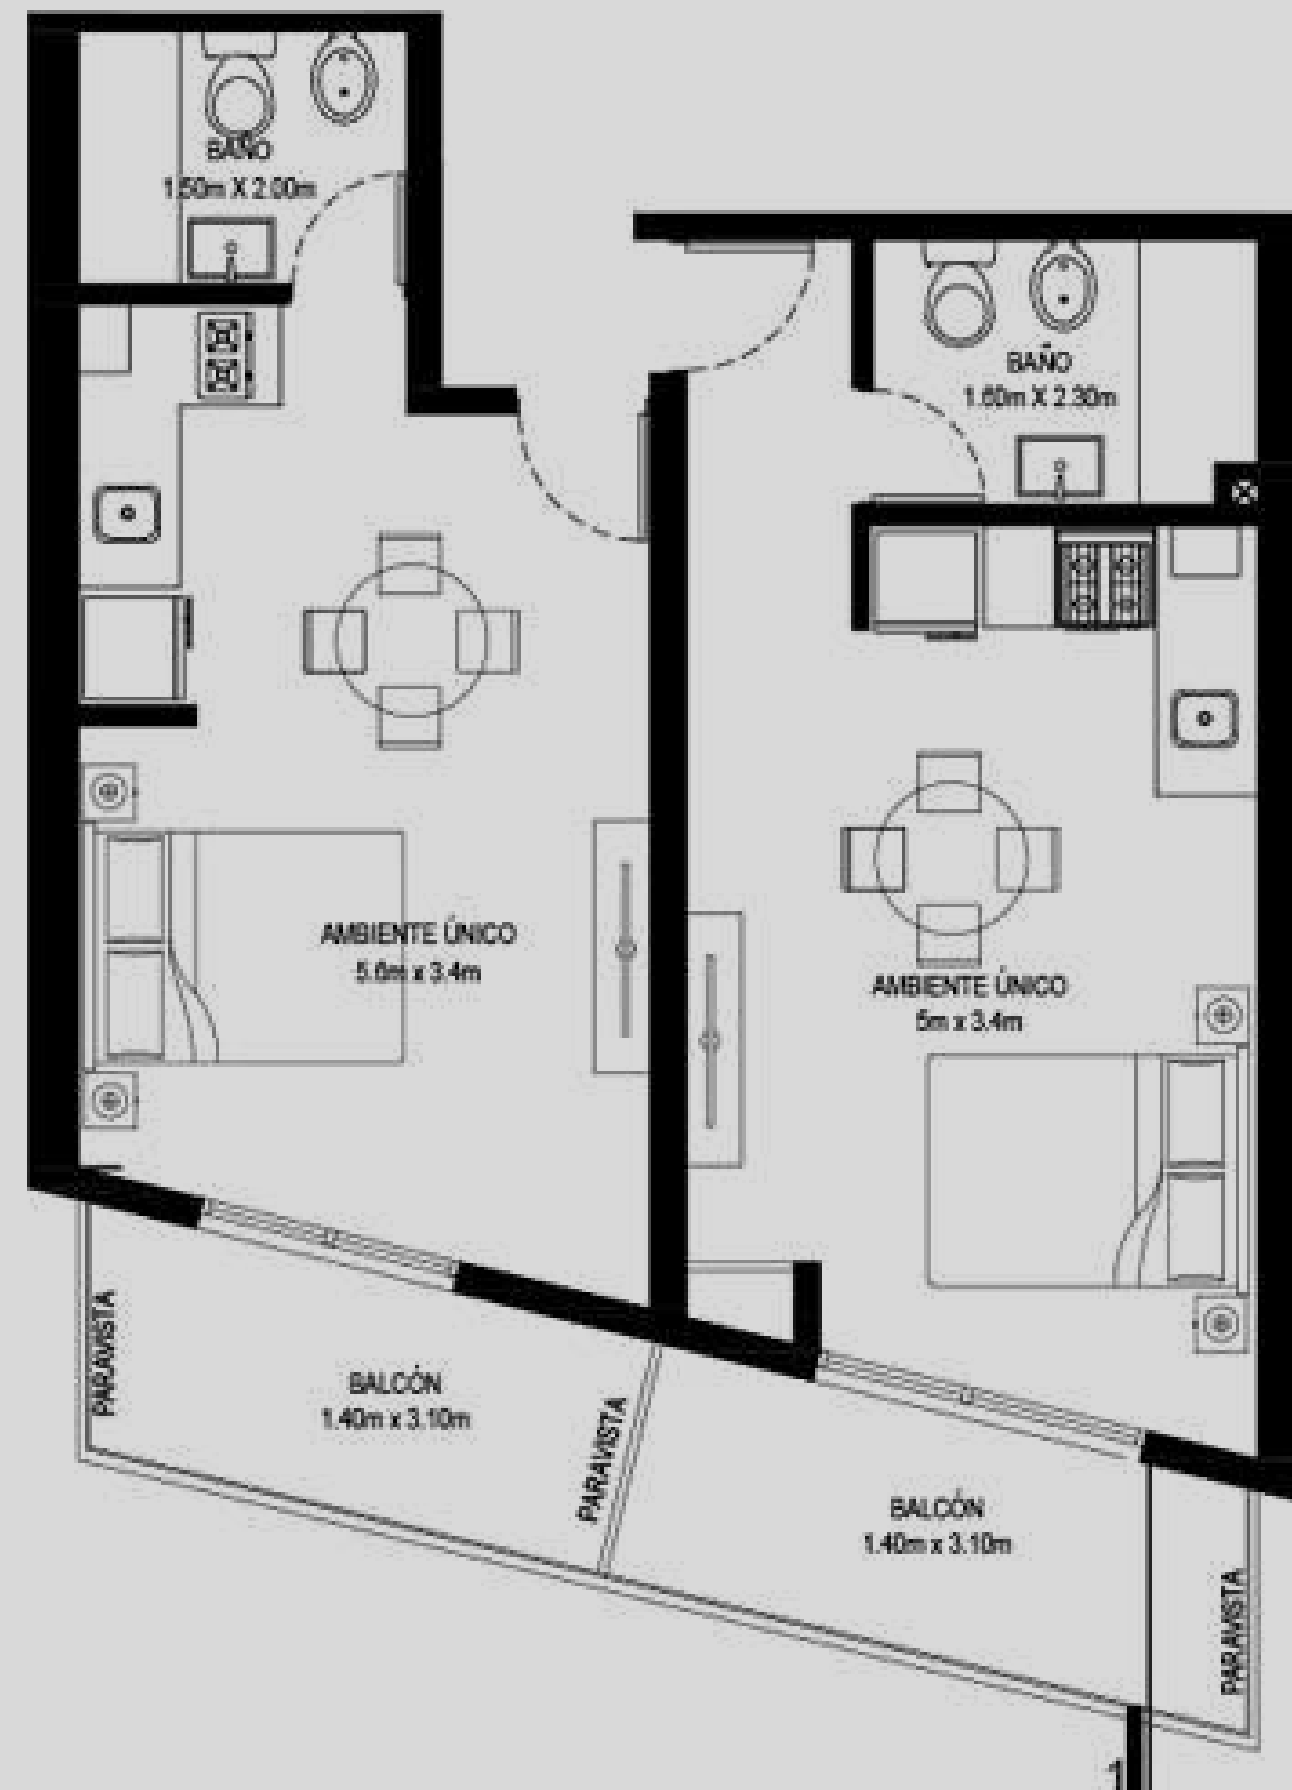 BAÑO
1.50m X 2.00m
BAÑO
1.60m X 2.30m
AMBIENTE ÚNICO
5.6m x 3.4m
AMBIENTE ÚNICO
5m x 3.4m
PARAVISTA
BALCÓN
1.40m x 3.10m
PARAVISTA
BALCÓN
1.40m x 3.10m
PARAVISTA